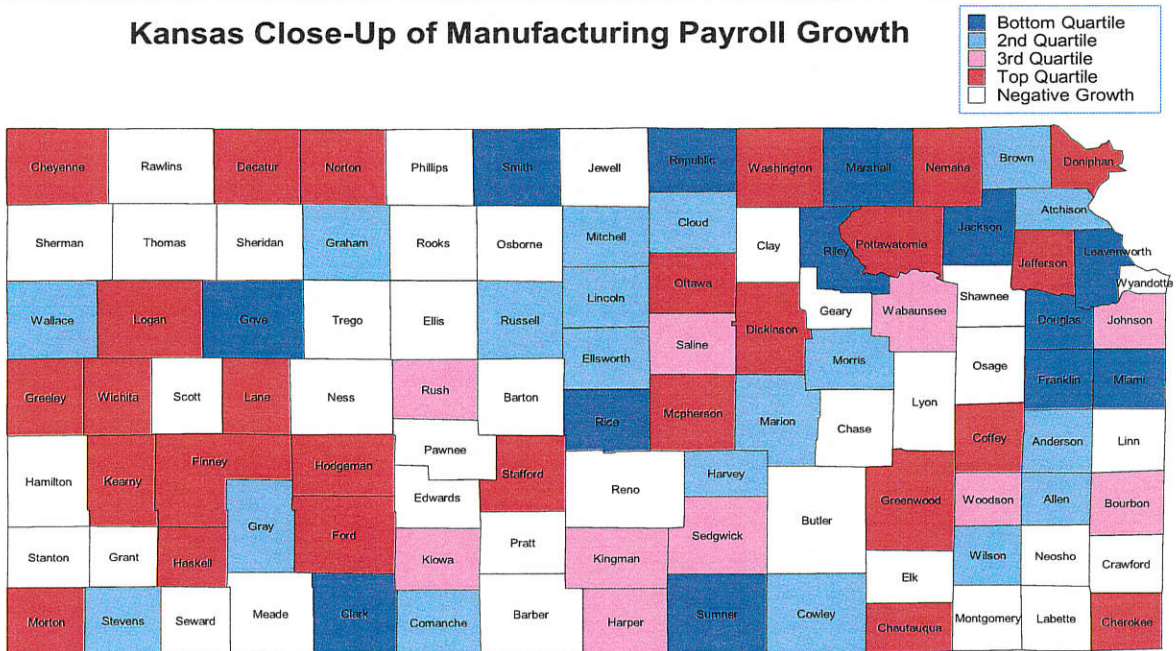 Kansas Close-Up of Manufacturing Payroll Growth
Bottom Quartile
2nd Quartile
3rd Quartile
Top Quartile
Negative Growth
Cheyenne
Rawlins
Decatur
Norton
Phillips
Smith
Jewell
Republic
Washington
Marshall
Nemaha
Brown
Doniphan
Sherman
Thomas
Sheridan
Graham
Rooks
Osborne
Mitchell
Cloud
Clay
Riley
Pottawatomie
Jackson
Atchison
Jefferson
Leavenworth
Wyandotte
Wallace
Logan
Gove
Trego
Ellis
Russell
Lincoln
Ottawa
Dickinson
Geary
Wabaunsee
Shawnee
Douglas
Johnson
Ellsworth
Saline
Morris
Osage
Franklin
Miami
Greeley
Wichita
Scott
Lane
Ness
Rush
Barton
Rice
Mcpherson
Marion
Chase
Lyon
Coffey
Anderson
Linn
Hamilton
Kearny
Finney
Hodgeman
Pawnee
Edwards
Stafford
Reno
Harvey
Butler
Greenwood
Woodson
Allen
Bourbon
Gray
Ford
Stanton
Grant
Haskell
Kiowa
Pratt
Kingman
Sedgwick
Elk
Wilson
Neosho
Crawford
Morton
Stevens
Seward
Meade
Clark
Comanche
Barber
Harper
Sumner
Cowley
Chautauqua
Montgomery
Labette
Cherokee